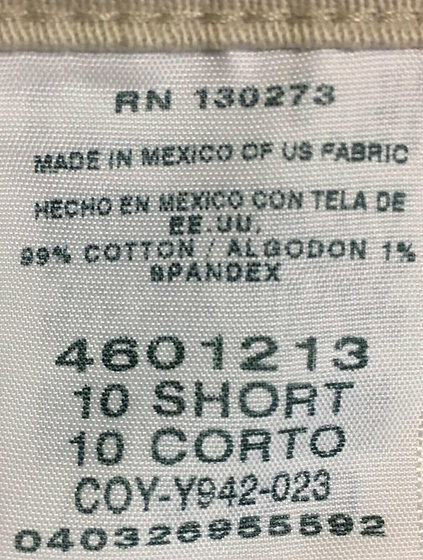 RN 130273
MADE IN MEXICO OF US FABRIC
HECHO EN MEXICO CON TELA DE
EE.UU.
99% COTTON / ALGODON 1%
SPANDEX
4601213
10 SHORT
10 CORTO
COY-Y942-023
040326955592